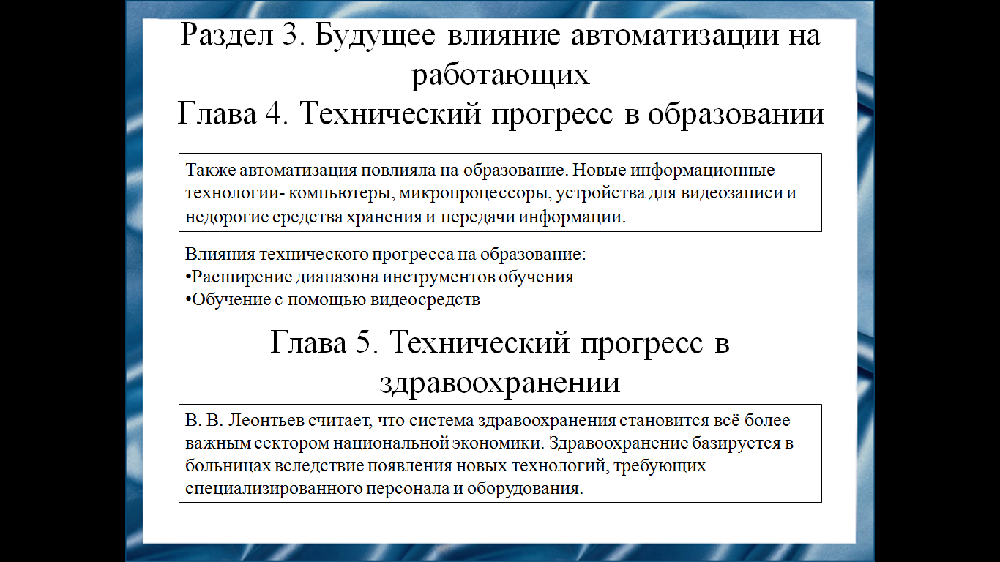 Раздел 3. Будущее влияние автоматизации на
работающих
Глава 4. Технический прогресс в образовании
Также автоматизация повлияла на образование. Новые информационные
технологии- компьютеры, микропроцессоры, устройства для видеозаписи и
недорогие средства хранения и передачи информации.
Влияния технического прогресса на образование:
•Расширение диапазона инструментов обучения
•Обучение с помощью видеосредств
Глава 5. Технический прогресс в
здравоохранении
В. В. Леонтьев считает, что система здравоохранения становится всё более
важным сектором национальной экономики. Здравоохранение базируется в
больницах вследствие появления новых технологий, требующих
специализированного персонала и оборудования.